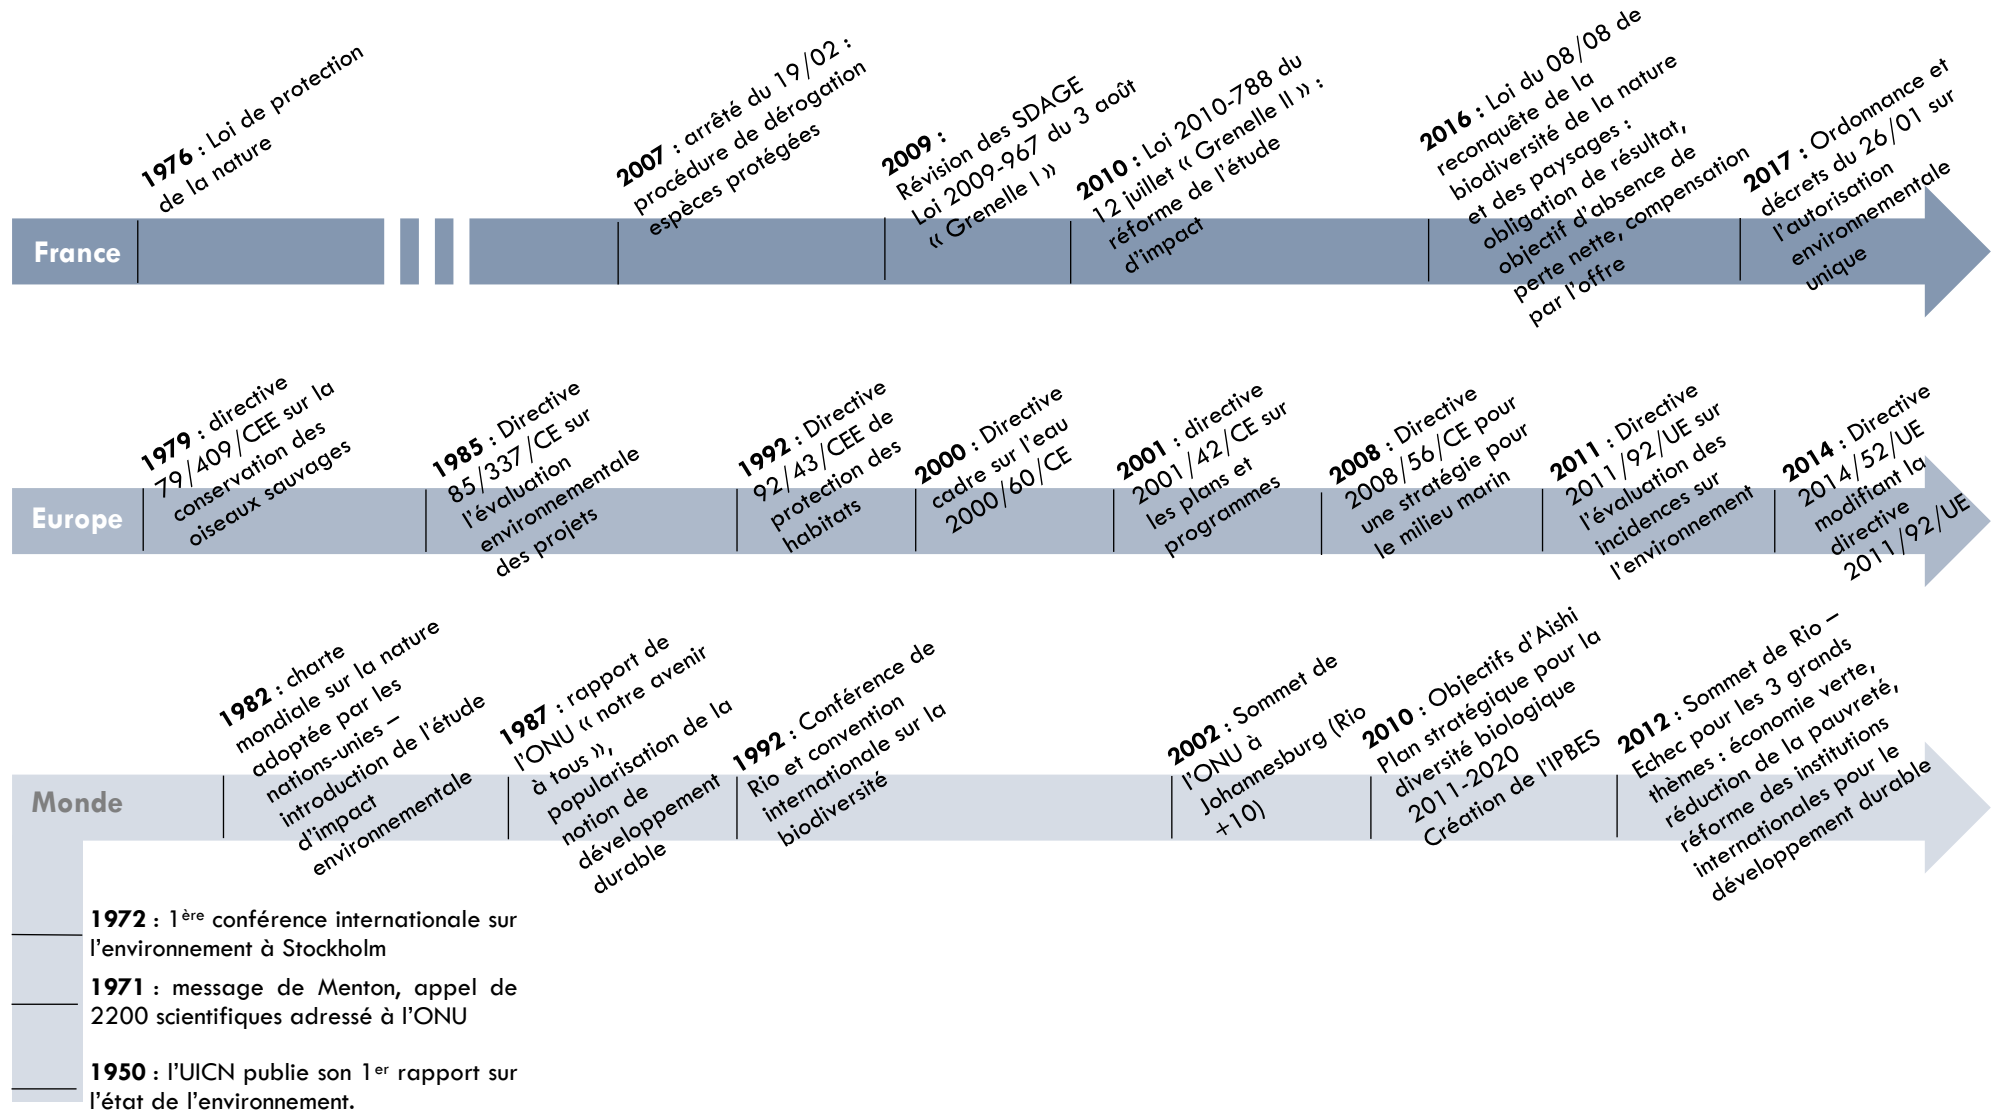 France
1976 : Loi de protection
de la nature
2007 : arrêté du 19/02 :
procédure de dérogation
espèces protégées
2009 :
Révision des SDAGE
Loi 2009-967 du 3 août
« Grenelle I »
2010 : Loi 2010-788 du
12 juillet « Grenelle II » :
réforme de l'étude
d'impact
2016 : Loi du 08/08 de
reconquête de la
biodiversité de la nature
et des paysages :
obligation de résultat,
objectif d'absence de
perte nette, compensation
par l'offre
2017 : Ordonnance et
décrets du 26/01 sur
l'autorisation
environnementale
unique
Europe
1979 : directive
79/409/CEE sur la
conservation des
oiseaux sauvages
1985 : Directive
85/337/CE sur
l'évaluation
environnementale
des projets
1992 : Directive
92/43/CEE de
protection des
habitats
2000 : Directive
cadre sur l'eau
2000/60/CE
2001 : directive
2001/42/CE sur
les plans et
programmes
2008 : Directive
2008/56/CE pour
une stratégie pour
le milieu marin
2011 : Directive
2011/92/UE sur
l'évaluation des
incidences sur
l'environnement
2014 : Directive
2014/52/UE
modifiant la
directive
2011/92/UE
Monde
1982 : charte
mondiale sur la nature
adoptée par les
nations-unies –
introduction de l'étude
d'impact
environnementale
1987 : rapport de
l'ONU « notre avenir
à tous »,
popularisation de la
notion de
développement
durable
1992 : Conférence de
Rio et convention
internationale sur la
biodiversité
2002 : Sommet de
l'ONU à
Johannesburg (Rio
+10)
2010 : Objectifs d'Aishi
Plan stratégique pour la
diversité biologique
2011-2020
Création de l'IPBES
2012 : Sommet de Rio –
Echec pour les 3 grands
thèmes : économie verte,
réduction de la pauvreté,
réforme des institutions
internationales pour le
développement durable
1972 : 1ère conférence internationale sur
l'environnement à Stockholm
1971 : message de Menton, appel de
2200 scientifiques adressé à l'ONU
1950 : l'UICN publie son 1er rapport sur
l'état de l'environnement.